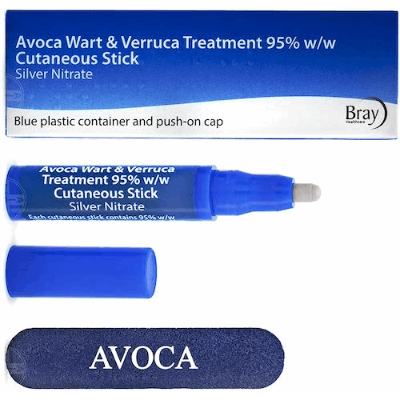 Avoca Wart & Verruca Treatment 95% w/w
Cutaneous Stick
Silver Nitrate
Blue plastic container and push-on cap
Bray
Healthcare
Avoca Wart & Verruca
Treatment 95% w/w
Cutaneous Stick
Silver Nitrate
Each cutaneous stick contains 95% w/w
AVOCA